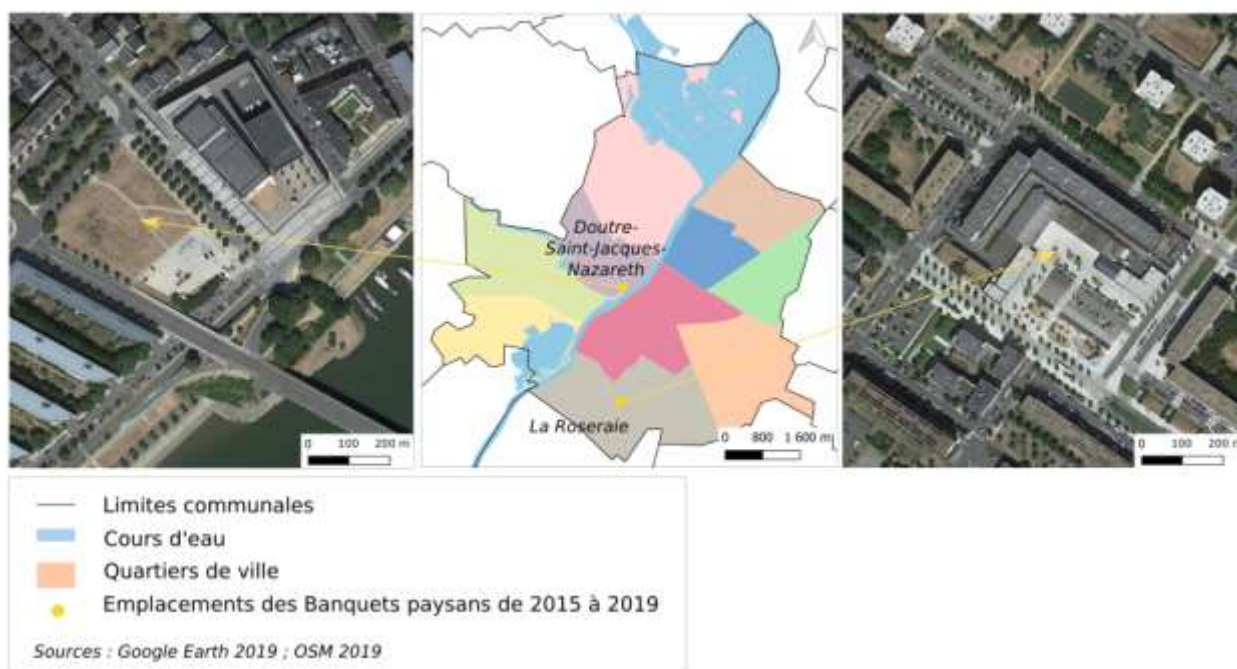 Doutre-
Saint-Jacques-
Nazareth
La Roseraie
0 100 200 m
0 800 1 600 m
0 100 200 m
Limites communales
Cours d'eau
Quartiers de ville
Emplacements des Banquets paysans de 2015 à 2019
Sources : Google Earth 2019 ; OSM 2019